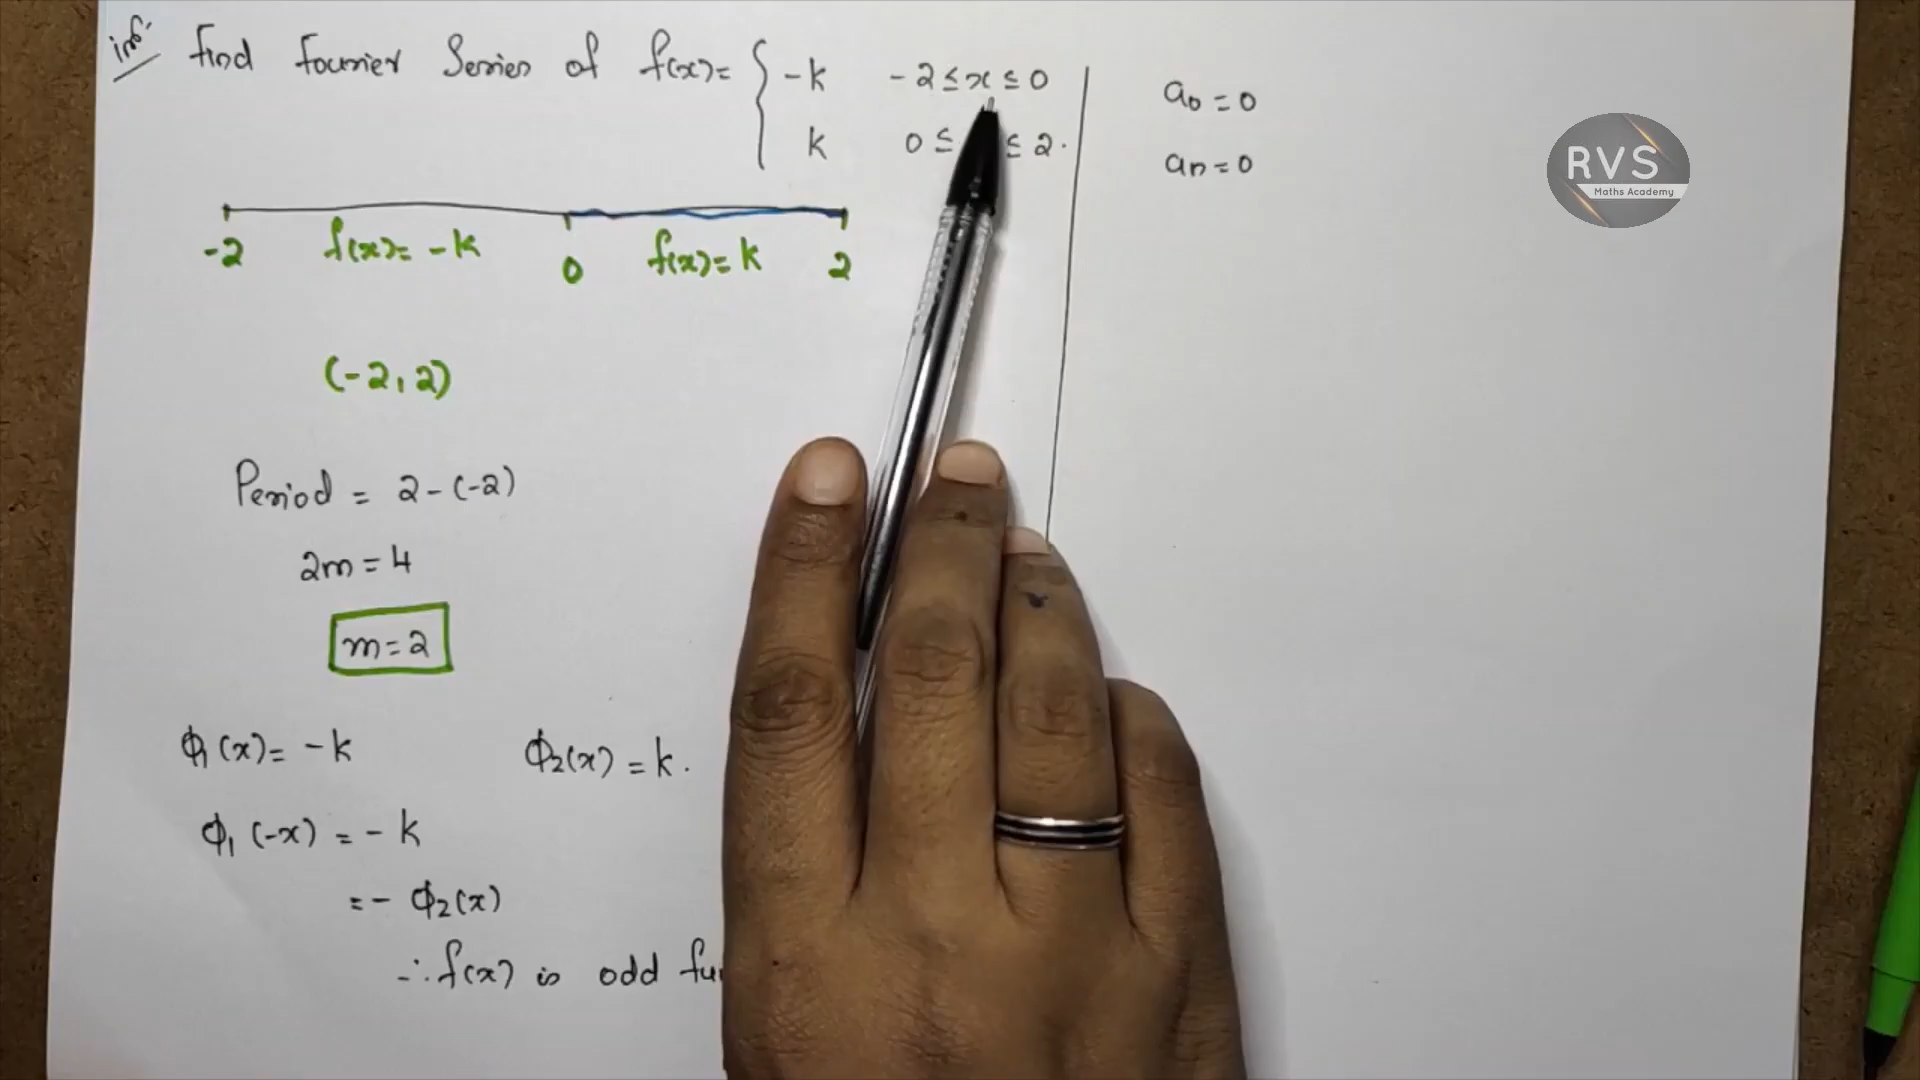 imp.
Find Fourier Series of f(x)= { -k -2≤x≤0
k 0≤ ≤2.
-2 f(x)= -k 0 f(x)= k 2
(-2, 2)
Period = 2-(-2)
2m = 4
m = 2
ϕ1(x) = -k ϕ2(x) = k.
ϕ1(-x) = -k
= - ϕ2(x)
∴ f(x) is odd
a0 = 0
an = 0
RVS
Maths Academy